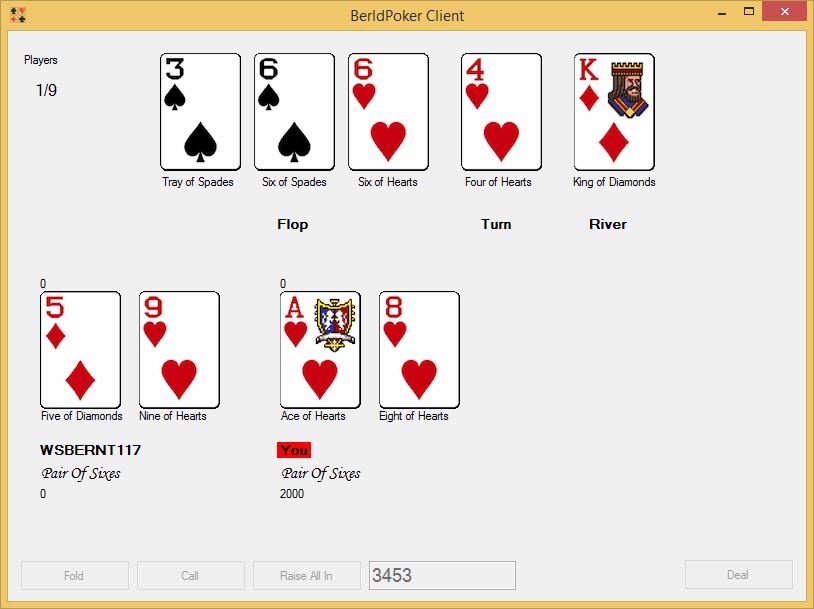 BerldPoker Client
Players
1/9
3
6
6
4
K
Tray of Spades
Six of Spades
Six of Hearts
Four of Hearts
King of Diamonds
Flop
Turn
River
0
0
5
9
A
8
Five of Diamonds
Nine of Hearts
Ace of Hearts
Eight of Hearts
WSBERNT117
You
Pair Of Sixes
Pair Of Sixes
0
2000
Fold
Call
Raise All In
3453
Deal